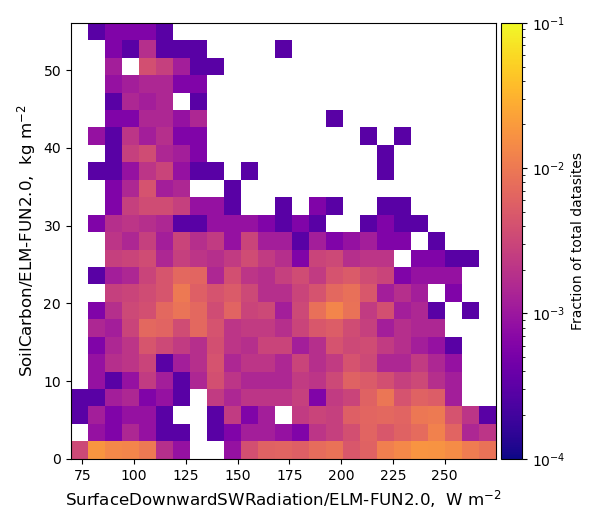 10⁻¹
50
40
10⁻²
30
20
10⁻³
10
0
10⁻⁴
75 100 125 150 175 200 225 250
SurfaceDownwardSWRadiation/ELM-FUN2.0, W m⁻²
SoilCarbon/ELM-FUN2.0, kg m⁻²
Fraction of total datasites